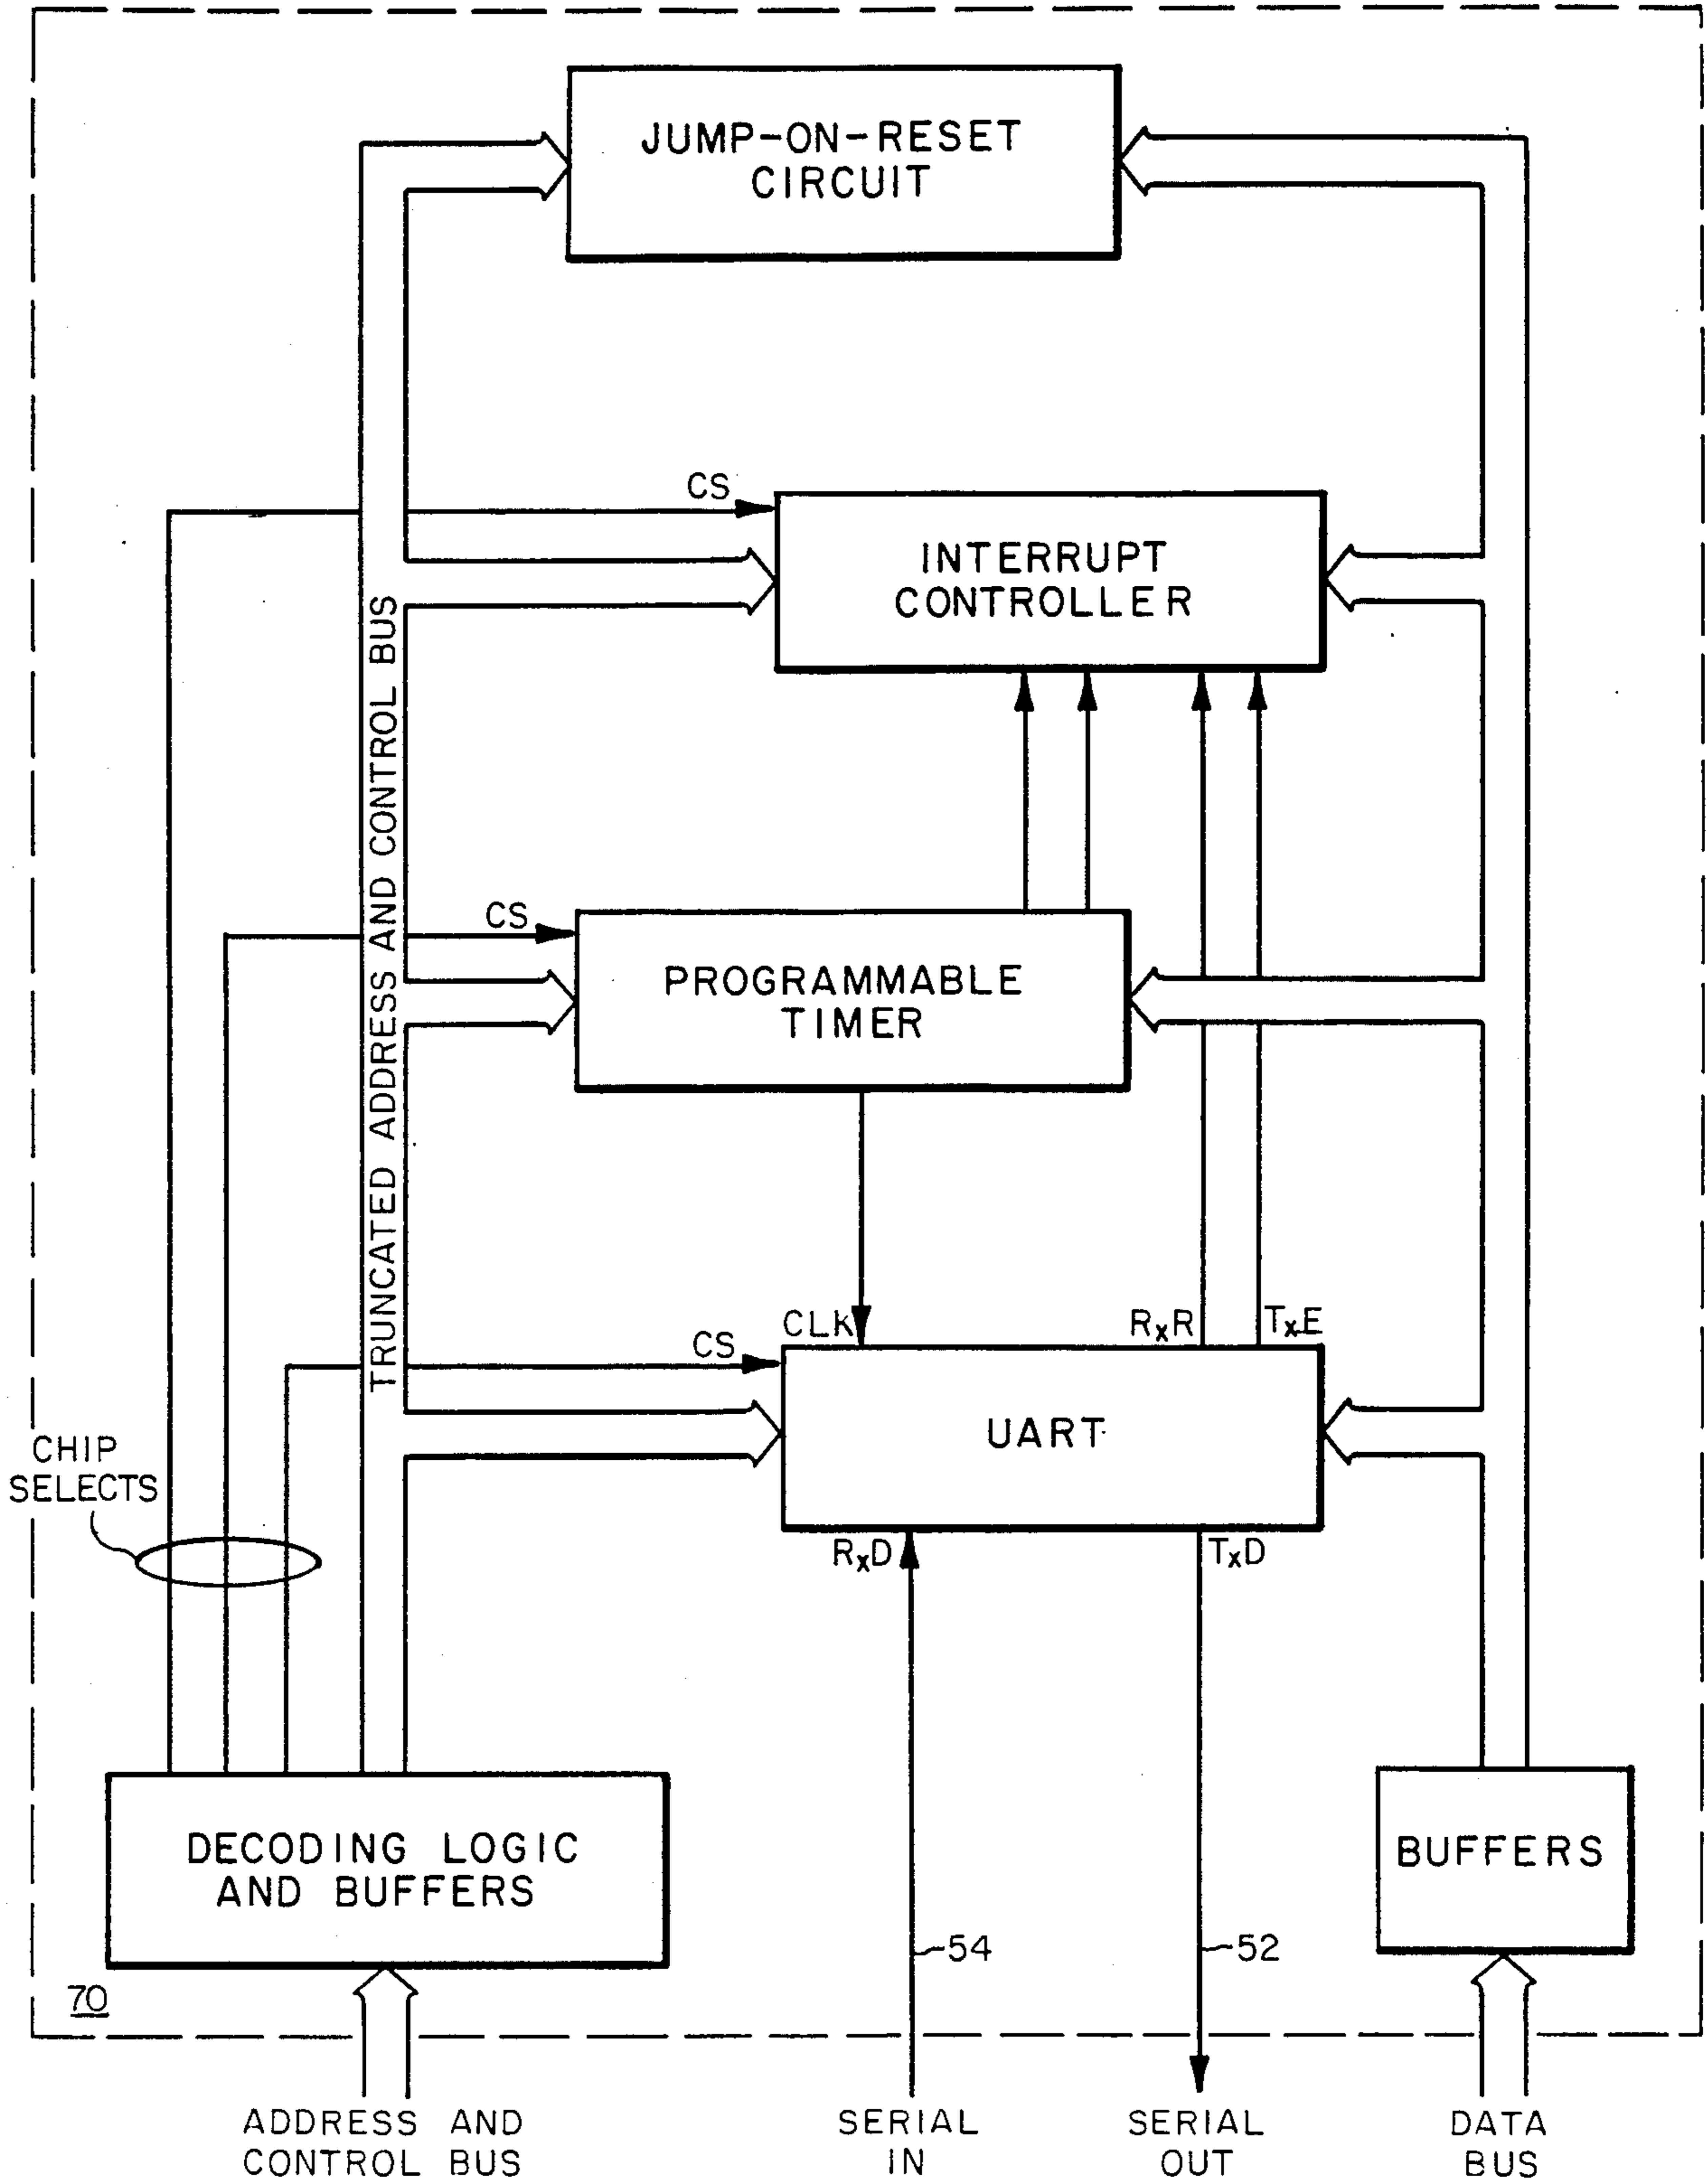 JUMP-ON-RESET
CIRCUIT
CS
INTERRUPT
CONTROLLER
TRUNCATED ADDRESS AND CONTROL BUS
CS
PROGRAMMABLE
TIMER
CLK
RxR
TxE
CS
UART
CHIP
SELECTS
RxD
TxD
DECODING LOGIC
AND BUFFERS
BUFFERS
54
52
70
ADDRESS AND
CONTROL BUS
SERIAL
IN
SERIAL
OUT
DATA
BUS